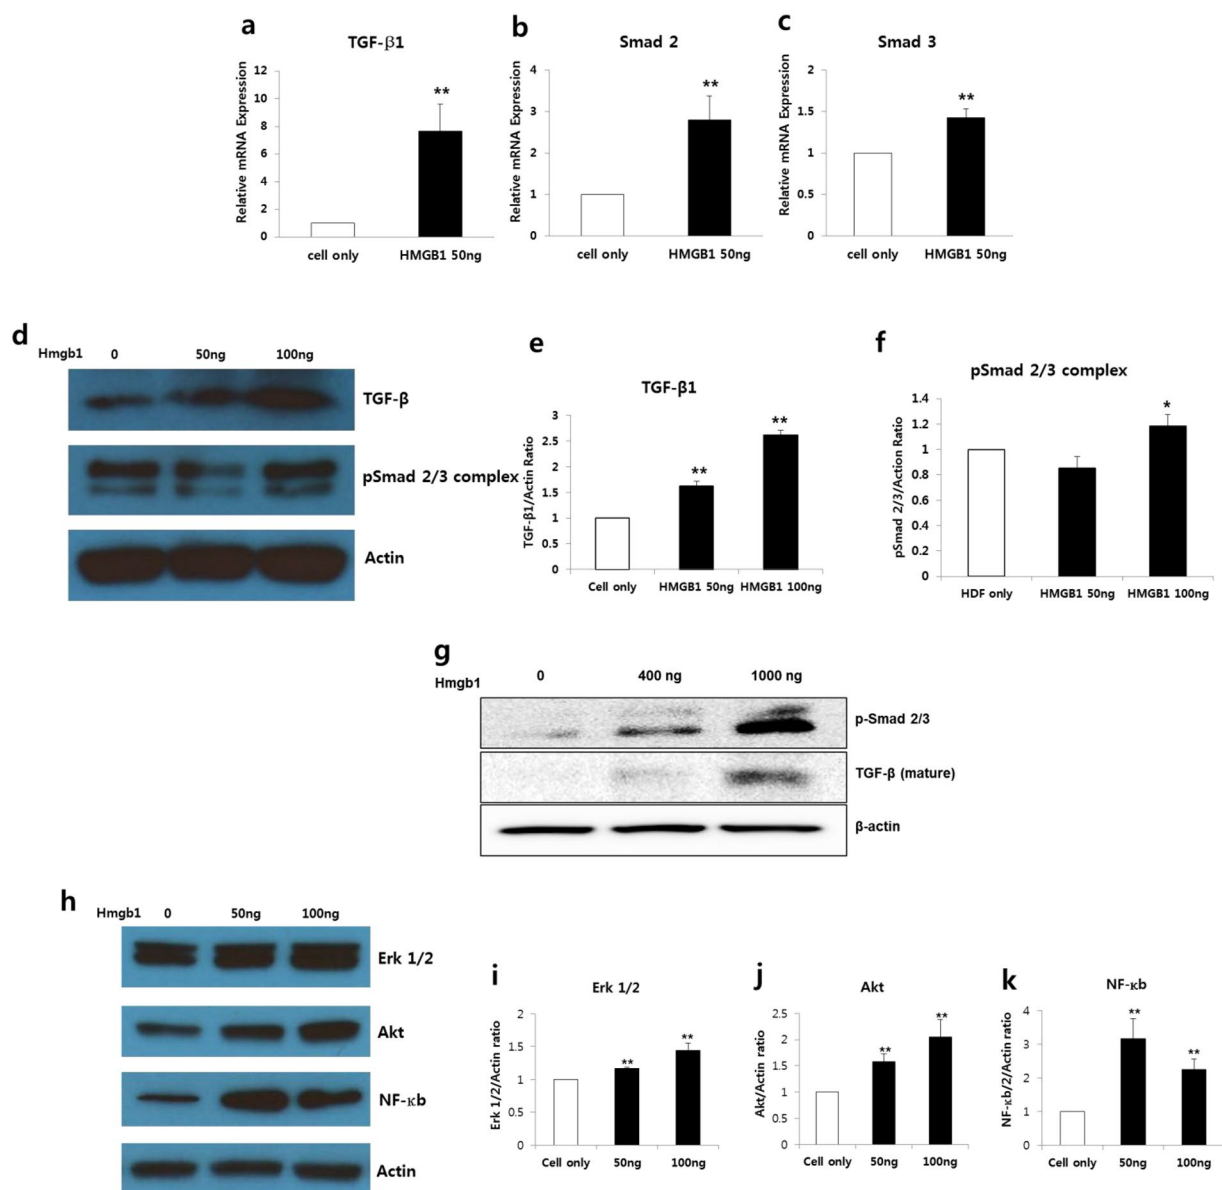 a
TGF-β1
Relative mRNA Expression
12
10
8
6
4
2
0
**
cell only
HMGB1 50ng
b
Smad 2
Relative mRNA Expression
4
3
2
1
0
**
cell only
HMGB1 50ng
c
Smad 3
Relative mRNA Expression
2
1.5
1
0.5
0
**
cell only
HMGB1 50ng
d
Hmgb1 0 50ng 100ng
TGF-β
pSmad 2/3 complex
Actin
e
TGF-β1
TGF-β1/Actin Ratio
3
2.5
2
1.5
1
0.5
0
**
**
Cell only
HMGB1 50ng
HMGB1 100ng
f
pSmad 2/3 complex
pSmad 2/3/Action Ratio
1.4
1.2
1
0.8
0.6
0.4
0.2
0
*
HDF only
HMGB1 50ng
HMGB1 100ng
g
Hmgb1 0 400 ng 1000 ng
p-Smad 2/3
TGF-β (mature)
β-actin
h
Hmgb1 0 50ng 100ng
Erk 1/2
Akt
NF-κb
Actin
i
Erk 1/2
Erk 1/2/Actin ratio
2
1.5
1
0.5
0
**
**
Cell only
50ng
100ng
j
Akt
Akt/Actin ratio
2.5
2
1.5
1
0.5
0
**
**
Cell only
50ng
100ng
k
NF-κb
NF-κb/2/Actin ratio
4
3
2
1
0
**
**
Cell only
50ng
100ng